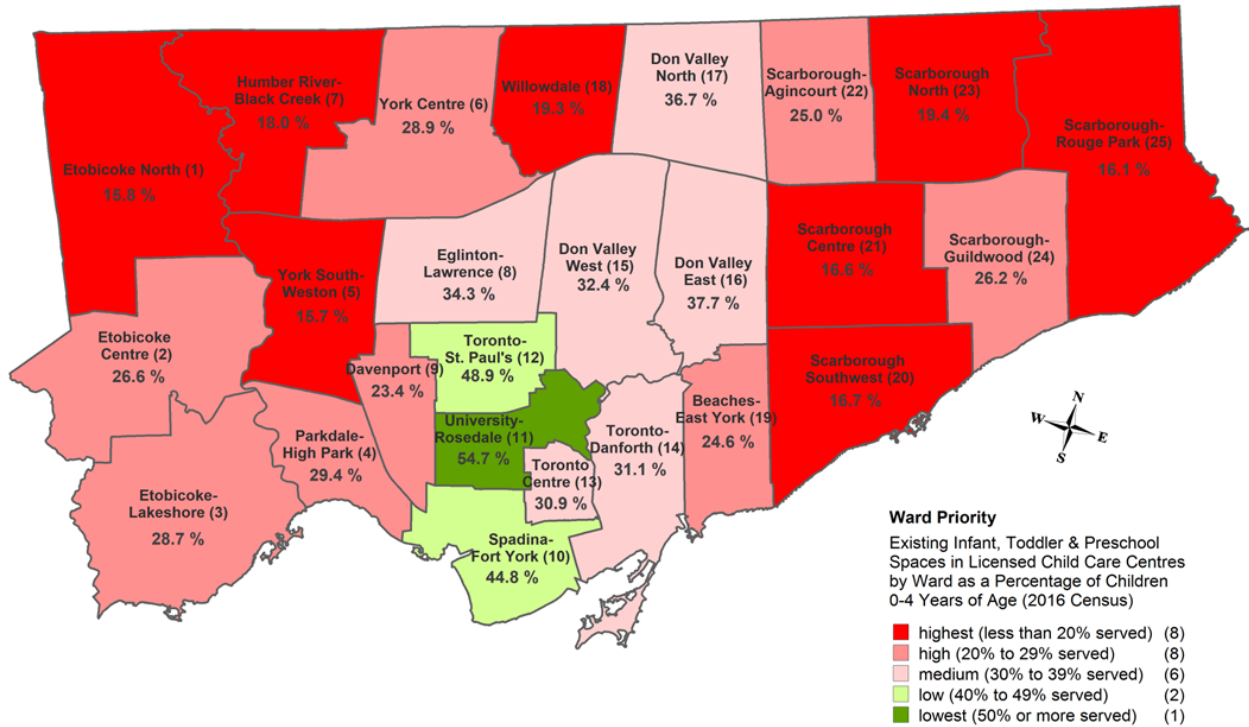 Humber River-
Black Creek (7)
18.0 %
York Centre (6)
28.9 %
Willowdale (18)
19.3 %
Don Valley
North (17)
36.7 %
Scarborough-
Agincourt (22)
25.0 %
Scarborough
North (23)
19.4 %
Scarborough-
Rouge Park (25)
16.1 %
Etobicoke North (1)
15.8 %
York South-
Weston (5)
15.7 %
Eglinton-
Lawrence (8)
34.3 %
Don Valley
West (15)
32.4 %
Don Valley
East (16)
37.7 %
Scarborough
Centre (21)
16.6 %
Scarborough-
Guildwood (24)
26.2 %
Etobicoke
Centre (2)
26.6 %
Davenport (9)
23.4 %
Toronto-
St. Paul's (12)
48.9 %
Scarborough
Southwest (20)
16.7 %
Parkdale-
High Park (4)
29.4 %
University-
Rosedale (11)
54.7 %
Toronto
Centre (13)
30.9 %
Toronto-
Danforth (14)
31.1 %
Beaches-
East York (19)
24.6 %
Etobicoke-
Lakeshore (3)
28.7 %
Spadina-
Fort York (10)
44.8 %
N
W
E
S
Ward Priority
Existing Infant, Toddler & Preschool
Spaces in Licensed Child Care Centres
by Ward as a Percentage of Children
0-4 Years of Age (2016 Census)
highest (less than 20% served) (8)
high (20% to 29% served) (8)
medium (30% to 39% served) (6)
low (40% to 49% served) (2)
lowest (50% or more served) (1)